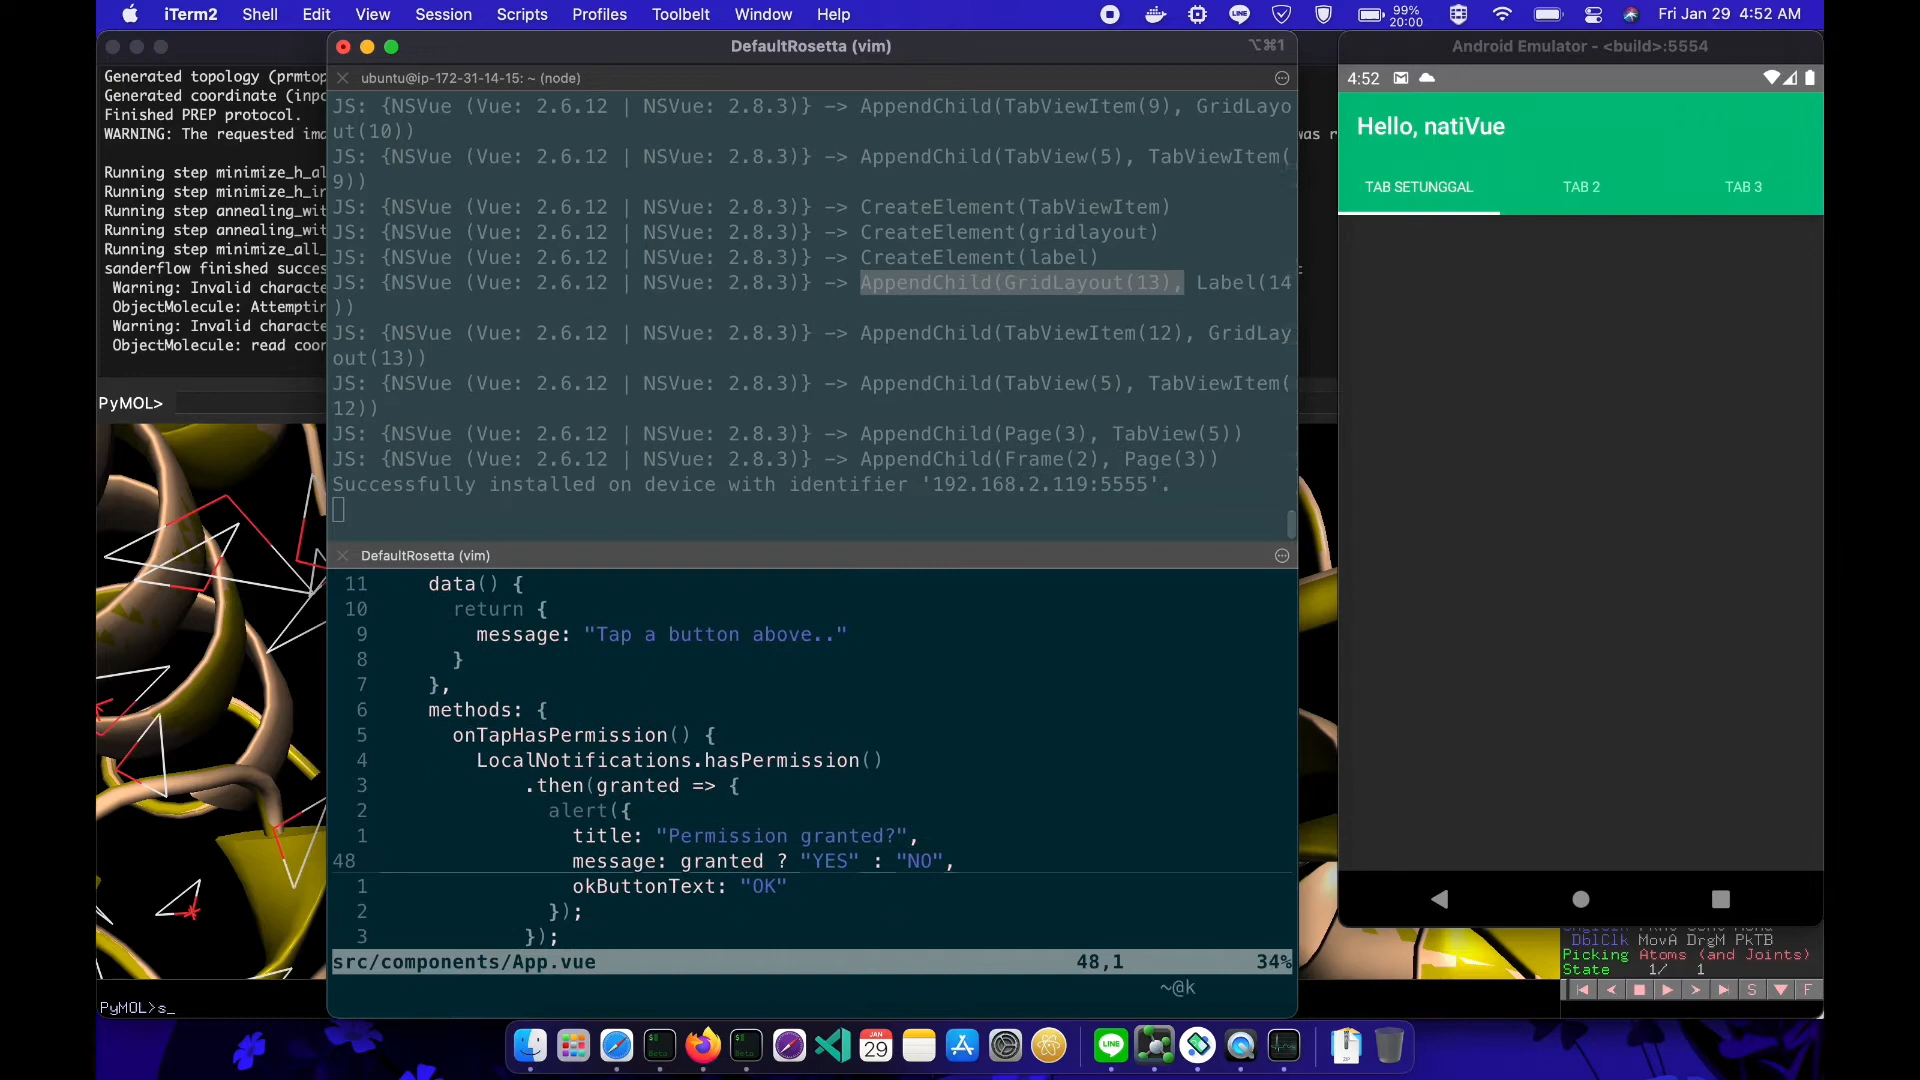 iTerm2 Shell Edit View Session Scripts Profiles Toolbelt Window Help 99% 20:00 Fri Jan 29 4:52 AM
DefaultRosetta (vim) ⌥⌘1
ubuntu@ip-172-31-14-15: ~ (node)
Generated topology (prmtop
Generated coordinate (inpc
Finished PREP protocol.
WARNING: The requested ima
was r
Running step minimize_h_al
Running step minimize_h_ir
Running step annealing_wit
Running step annealing_wit
Running step minimize_all_
sanderflow finished succes
Warning: Invalid characte
ObjectMolecule: Attemptir
Warning: Invalid characte
ObjectMolecule: read coor
PyMOL>
JS: {NSVue (Vue: 2.6.12 | NSVue: 2.8.3)} -> AppendChild(TabViewItem(9), GridLayo
ut(10))
JS: {NSVue (Vue: 2.6.12 | NSVue: 2.8.3)} -> AppendChild(TabView(5), TabViewItem(
9))
JS: {NSVue (Vue: 2.6.12 | NSVue: 2.8.3)} -> CreateElement(TabViewItem)
JS: {NSVue (Vue: 2.6.12 | NSVue: 2.8.3)} -> CreateElement(gridlayout)
JS: {NSVue (Vue: 2.6.12 | NSVue: 2.8.3)} -> CreateElement(label)
JS: {NSVue (Vue: 2.6.12 | NSVue: 2.8.3)} -> AppendChild(GridLayout(13), Label(14
))
JS: {NSVue (Vue: 2.6.12 | NSVue: 2.8.3)} -> AppendChild(TabViewItem(12), GridLay
out(13))
JS: {NSVue (Vue: 2.6.12 | NSVue: 2.8.3)} -> AppendChild(TabView(5), TabViewItem(
12))
JS: {NSVue (Vue: 2.6.12 | NSVue: 2.8.3)} -> AppendChild(Page(3), TabView(5))
JS: {NSVue (Vue: 2.6.12 | NSVue: 2.8.3)} -> AppendChild(Frame(2), Page(3))
Successfully installed on device with identifier '192.168.2.119:5555'.
DefaultRosetta (vim)
11 data() {
10 return {
9 message: "Tap a button above.."
8 }
7 },
6 methods: {
5 onTapHasPermission() {
4 LocalNotifications.hasPermission()
3 .then(granted => {
2 alert({
1 title: "Permission granted?",
48 message: granted ? "YES" : "NO",
1 okButtonText: "OK"
2 });
3 });
src/components/App.vue 48,1 34%
~@k
PyMOL>s_
Android Emulator - <build>:5554
4:52
Hello, natiVue
TAB SETUNGGAL TAB 2 TAB 3
DblClk MovA DrgM PkTB
Picking Atoms (and Joints)
State 1/ 1
S F
JAN
29